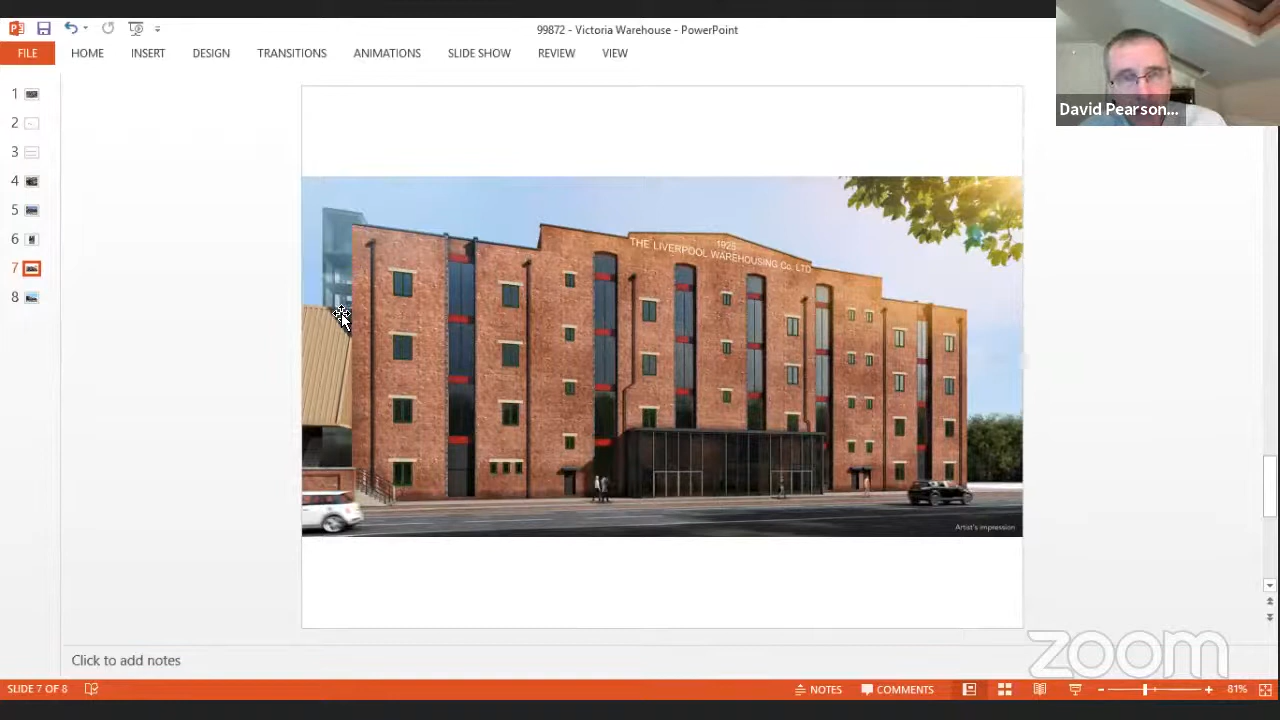 99872 - Victoria Warehouse - PowerPoint
FILE
HOME
INSERT
DESIGN
TRANSITIONS
ANIMATIONS
SLIDE SHOW
REVIEW
VIEW
David Pearson...
1
2
3
4
5
6
7
8
1925
THE LIVERPOOL WAREHOUSING Co. LTD
Artist's impression
Click to add notes
zoom
SLIDE 7 OF 8
NOTES
COMMENTS
81%